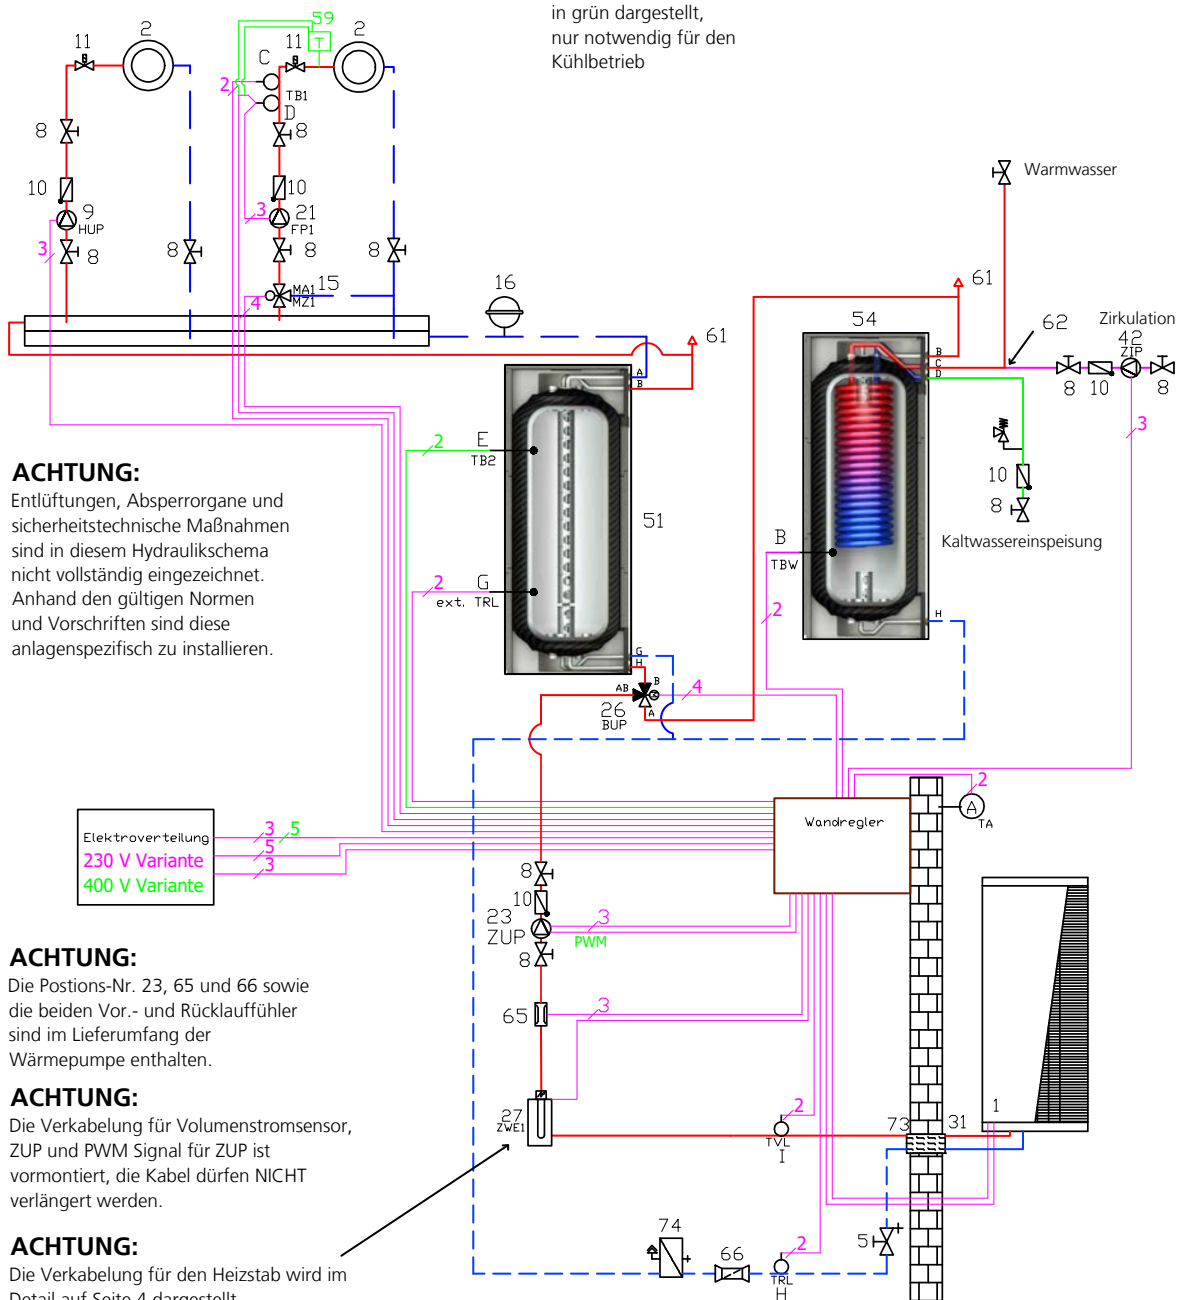 in grün dargestellt,
nur notwendig für den
Kühlbetrieb
11
2
59
T
11
2
C
2
TB1
D
8
8
10
10
9
HUP
3
3
21
FP1
8
8
8
8
MA1
MZ1
15
4
16
61
61
54
62
Warmwasser
Zirkulation
42
ZIP
8
10
8
3
A
B
B
C
D
2
E
TB2
51
2
G
ext. TRL
10
8
Kaltwassereinspeisung
B
TBW
2
H
G
H
AB
B
A
4
26
BUP
ACHTUNG:
Entlüftungen, Absperrorgane und
sicherheitstechnische Maßnahmen
sind in diesem Hydraulikschema
nicht vollständig eingezeichnet.
Anhand den gültigen Normen
und Vorschriften sind diese
anlagenspezifisch zu installieren.
Elektroverteilung
230 V Variante
400 V Variante
3
5
5
3
Wandregler
2
A
TA
8
10
23
ZUP
8
3
PWM
65
3
27
ZWE1
2
TVL
I
73
31
1
5
74
66
2
TRL
H
ACHTUNG:
Die Postions-Nr. 23, 65 und 66 sowie
die beiden Vor.- und Rücklauffühler
sind im Lieferumfang der
Wärmepumpe enthalten.
ACHTUNG:
Die Verkabelung für Volumenstromsensor,
ZUP und PWM Signal für ZUP ist
vormontiert, die Kabel dürfen NICHT
verlängert werden.
ACHTUNG:
Die Verkabelung für den Heizstab wird im
Detail auf Seite 4 dargestellt